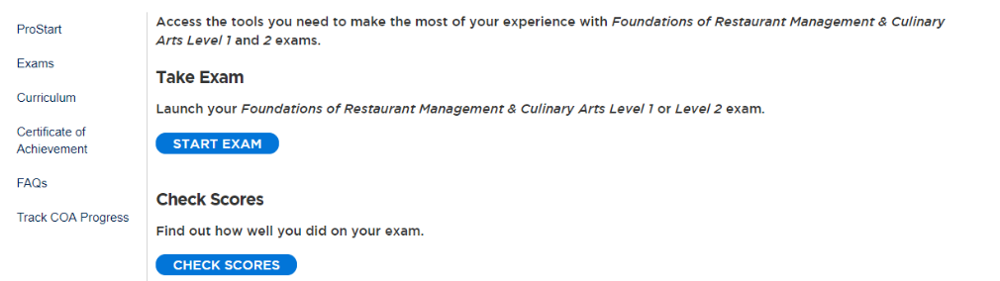 ProStart
Exams
Curriculum
Certificate of
Achievement
FAQs
Track COA Progress
Access the tools you need to make the most of your experience with Foundations of Restaurant Management & Culinary
Arts Level 1 and 2 exams.
Take Exam
Launch your Foundations of Restaurant Management & Culinary Arts Level 1 or Level 2 exam.
START EXAM
Check Scores
Find out how well you did on your exam.
CHECK SCORES